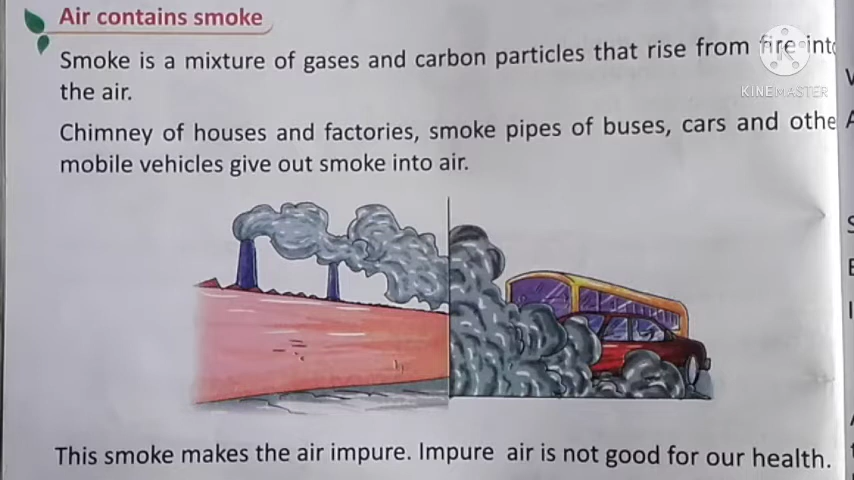 Air contains smoke
Smoke is a mixture of gases and carbon particles that rise from fire into
KINEMASTER
the air.
Chimney of houses and factories, smoke pipes of buses, cars and othe
mobile vehicles give out smoke into air.
This smoke makes the air impure. Impure air is not good for our health.